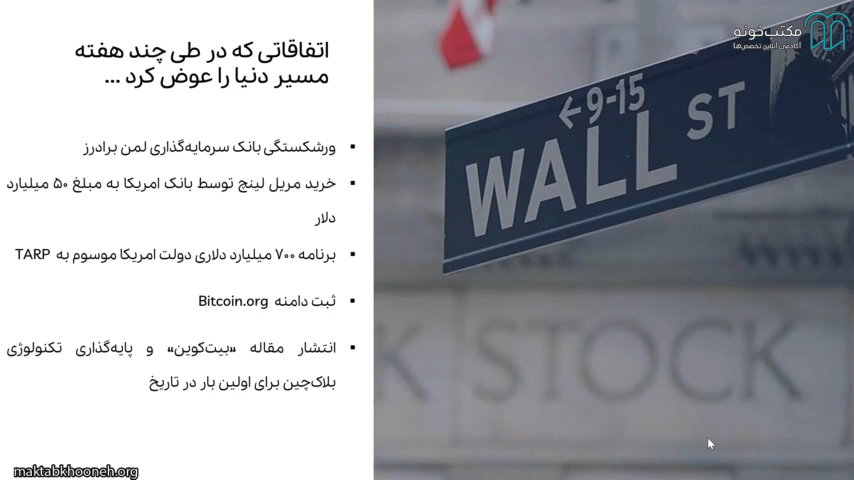 اتفاقاتی که در طی چند هفته
مسیر دنیا را عوض کرد ...
▪ ورشکستگی بانک سرمایه‌گذاری لمن برادرز
▪ خرید مریل لینچ توسط بانک امریکا به مبلغ ۵۰ میلیارد
دلار
▪ برنامه ۷۰۰ میلیارد دلاری دولت امریکا موسوم به TARP
▪ ثبت دامنه Bitcoin.org
▪ انتشار مقاله «بیت‌کوین» و پایه‌گذاری تکنولوژی
بلاک‌چین برای اولین بار در تاریخ
maktabkhooneh.org
مکتب‌خونه
آکادمی آنلاین تخصص‌ها
←9-15
WALL ST
K STOCK